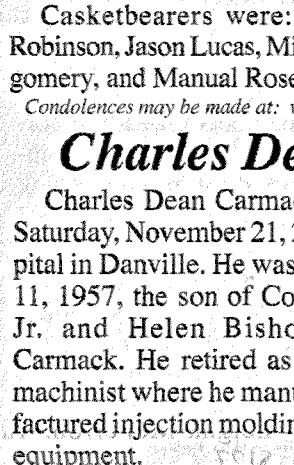 Casketbearers were:
Robinson, Jason Lucas, Mi
gomery, and Manual Rose
Condolences may be made at:
Charles De
Charles Dean Carma
Saturday, November 21,
pital in Danville. He was
11, 1957, the son of Co
Jr. and Helen Bisho
Carmack. He retired as
machinist where he manu
factured injection moldin
equipment.